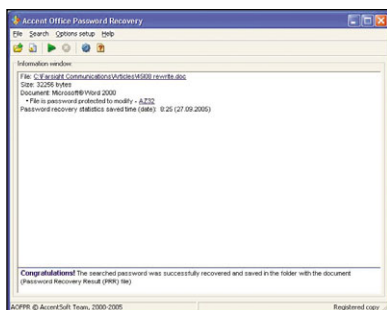 Accent Office Password Recovery
File Search Options setup Help
Information window:
File: C:\Farsight Communications\Articles\IS08 rewrite.doc
Size: 32256 bytes
Document: Microsoft® Word 2000
• File is password protected to modify - AZ32
Password recovery statistics saved time (date): 8:25 (27.09.2005)
Congratulations! The searched password was successfully recovered and saved in the folder with the document
(Password Recovery Result (PRR) file)
AOFPR © AccentSoft Team, 2000-2005
Registered copy